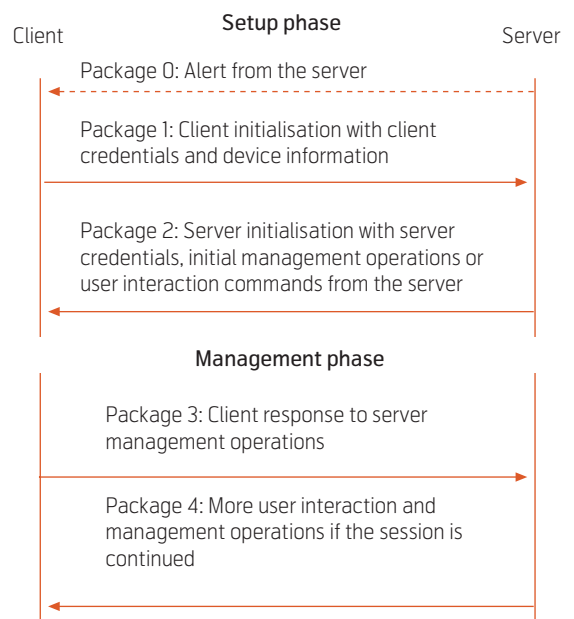 Setup phase
Client
Server
Package 0: Alert from the server
Package 1: Client initialisation with client
credentials and device information
Package 2: Server initialisation with server
credentials, initial management operations or
user interaction commands from the server
Management phase
Package 3: Client response to server
management operations
Package 4: More user interaction and
management operations if the session is
continued